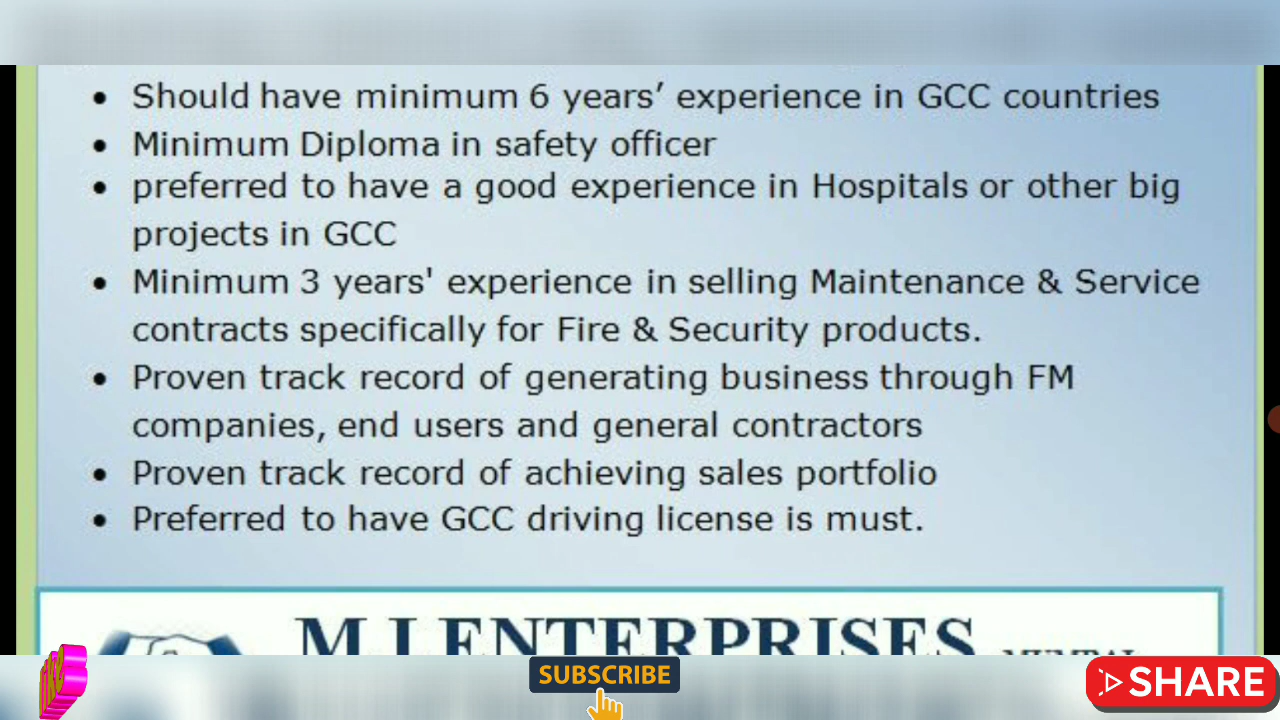 • Should have minimum 6 years’ experience in GCC countries
• Minimum Diploma in safety officer
• preferred to have a good experience in Hospitals or other big
projects in GCC
• Minimum 3 years' experience in selling Maintenance & Service
contracts specifically for Fire & Security products.
• Proven track record of generating business through FM
companies, end users and general contractors
• Proven track record of achieving sales portfolio
• Preferred to have GCC driving license is must.
M.I.ENTERPRISES
SUBSCRIBE
SHARE